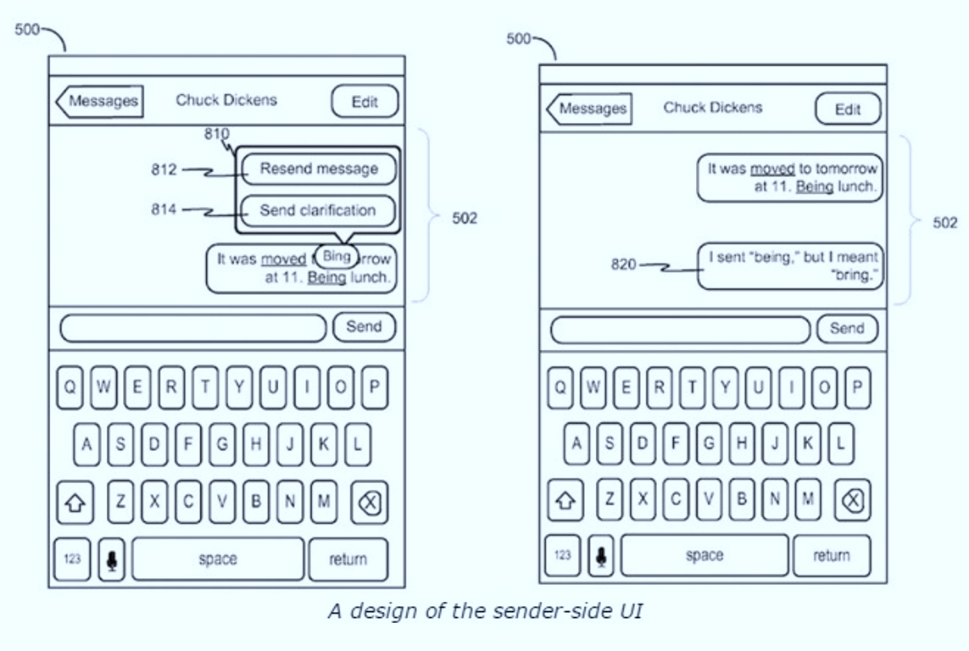 500
Messages Chuck Dickens Edit
810
812 Resend message
814 Send clarification
502
It was moved Bing rrow
at 11. Being lunch.
Send
Q W E R T Y U I O P
A S D F G H J K L
Z X C V B N M
123 space return
500
Messages Chuck Dickens Edit
It was moved to tomorrow
at 11. Being lunch.
502
820 I sent “being,” but I meant
“bring.”
Send
Q W E R T Y U I O P
A S D F G H J K L
Z X C V B N M
123 space return
A design of the sender-side UI